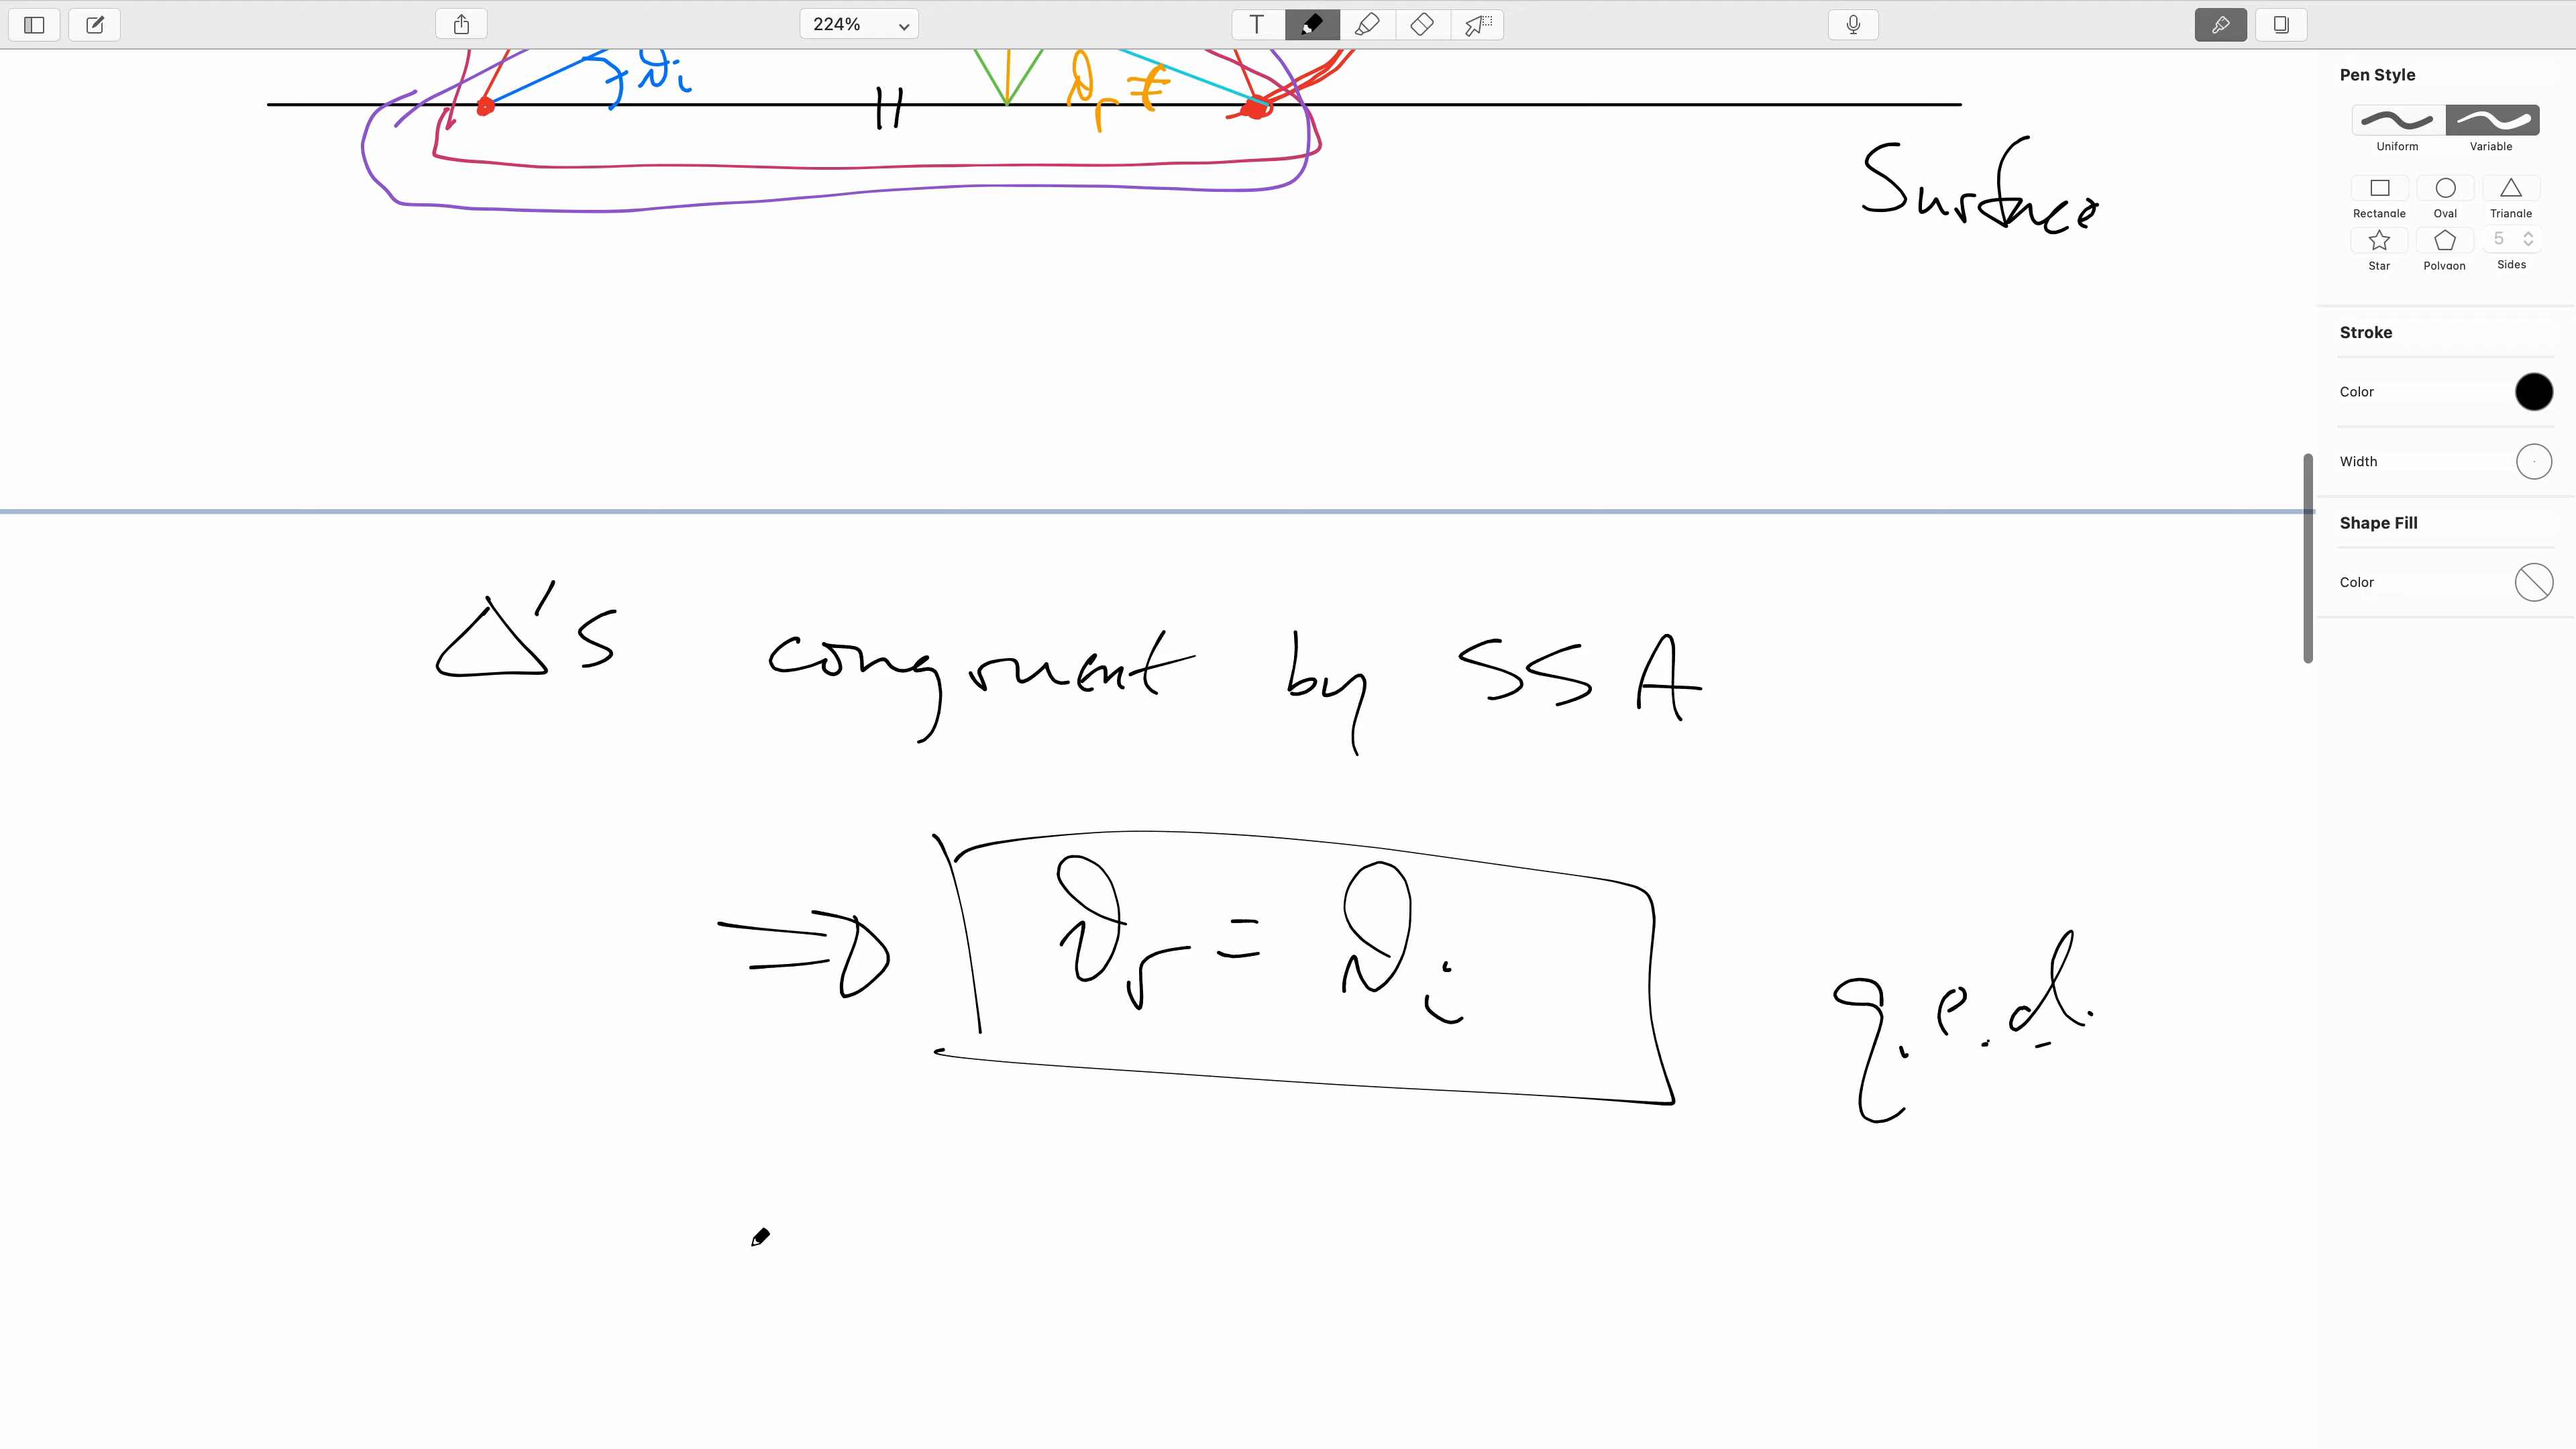 224%
T
Pen Style
Uniform Variable
Rectangle Oval Triangle
5
Star Polygon Sides
Stroke
Color
Width
Shape Fill
Color
ϑi
ϑr
Surface
Δ's congruent by SSA
⇒ ϑr = ϑi
q.e.d.